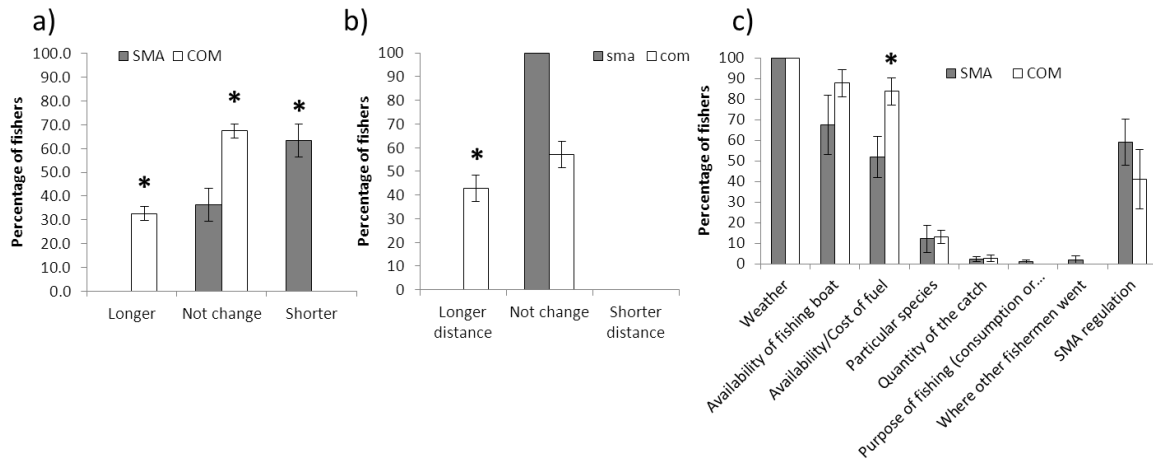 a)
SMA COM
Percentage of fishers
100.0
90.0
80.0
70.0
60.0
50.0
40.0
30.0
20.0
10.0
0.0
*
*
*
Longer Not change Shorter
b)
sma com
Percentage of fishers
100
90
80
70
60
50
40
30
20
10
0
*
Longer distance
Not change
Shorter distance
c)
SMA COM
Percentage of fishers
100
90
80
70
60
50
40
30
20
10
0
*
Weather
Availability of fishing boat
Availability/Cost of fuel
Particular species
Quantity of the catch
Purpose of fishing (consumption or...
Where other fishermen went
SMA regulation